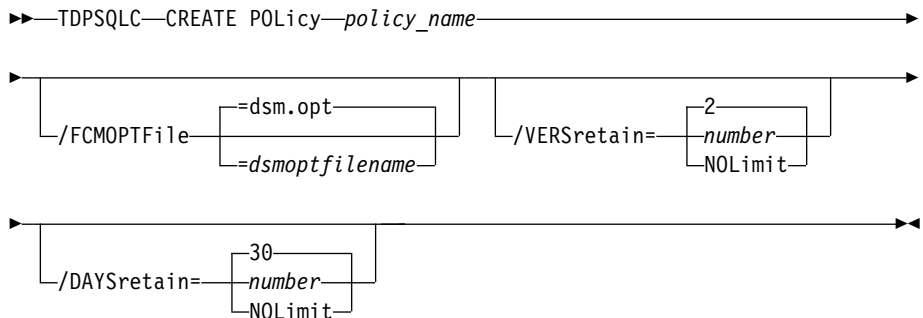 TDPSQLC CREATE POLicy policy_name
=dsm.opt
/FCMOPTFile
=dsmoptfilename
2
/VERSretain= number
NOLimit
30
/DAYSretain= number
NOLimit